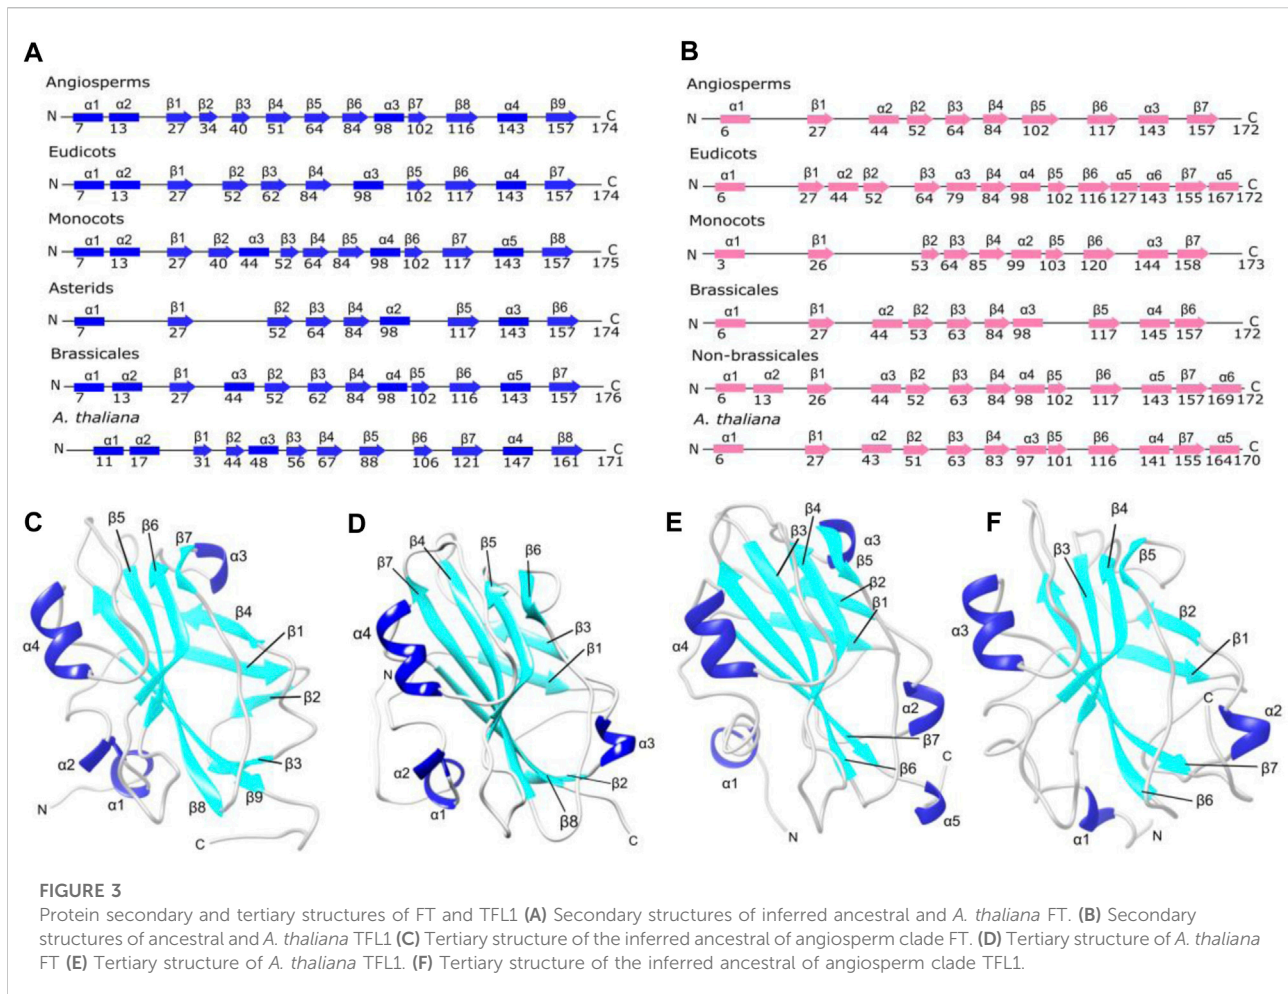 A
Angiosperms
N α1 α2 β1 β2 β3 β4 β5 β6 α3 β7 β8 α4 β9 C
7 13 27 34 40 51 64 84 98 102 116 143 157 174
Eudicots
N α1 α2 β1 β2 β3 β4 α3 β5 β6 α4 β7 C
7 13 27 52 62 84 98 102 117 143 157 174
Monocots
N α1 α2 β1 β2 α3 β3 β4 β5 α4 β6 β7 α5 β8 C
7 13 27 40 44 52 64 84 98 102 117 143 157 175
Asterids
N α1 β1 β2 β3 β4 α2 β5 α3 β6 C
7 27 52 64 84 98 117 143 157 174
Brassicales
N α1 α2 β1 α3 β2 β3 β4 α4 β5 β6 α5 β7 C
7 13 27 44 52 62 84 98 102 116 143 157 176
A. thaliana
N α1 α2 β1 β2 α3 β3 β4 β5 β6 β7 α4 β8 C
11 17 31 44 48 56 67 88 106 121 147 161 171
B
Angiosperms
N α1 β1 α2 β2 β3 β4 β5 β6 α3 β7 C
6 27 44 52 64 84 102 117 143 157 172
Eudicots
N α1 β1 α2 β2 β3 α3 β4 α4 β5 β6 α5 α6 β7 α5 C
6 27 44 52 64 79 84 98 102 116 127 143 155 167 172
Monocots
N α1 β1 β2 β3 β4 α2 β5 β6 α3 β7 C
3 26 53 64 85 99 103 120 144 158 173
Brassicales
N α1 β1 α2 β2 β3 β4 α3 β5 α4 β6 C
6 27 44 53 63 84 98 117 145 157 172
Non-brassicales
N α1 α2 β1 α3 β2 β3 β4 α4 β5 β6 α5 β7 α6 C
6 13 26 44 52 63 84 98 102 117 143 157 169 172
A. thaliana
N α1 β1 α2 β2 β3 β4 α3 β5 β6 α4 β7 α5 C
6 27 43 51 63 83 97 101 116 141 155 164 170
C
β5 β6 β7 α3
β4
α4 β1
β2
α2 β3
N α1 β8 β9
C
D
β4 β5 β6
β7
α4 β3
N β1
α3
α2 β2
α1 β8 C
E
β4
β3 α3
β5
β2
β1
α4
α2
β7
C
α1 β6
N α5
F
β4
β3 β5
β2
α3 β1
C α2
β7
β6
α1 N
FIGURE 3
Protein secondary and tertiary structures of FT and TFL1 (A) Secondary structures of inferred ancestral and A. thaliana FT. (B) Secondary
structures of ancestral and A. thaliana TFL1 (C) Tertiary structure of the inferred ancestral of angiosperm clade FT. (D) Tertiary structure of A. thaliana
FT (E) Tertiary structure of A. thaliana TFL1. (F) Tertiary structure of the inferred ancestral of angiosperm clade TFL1.